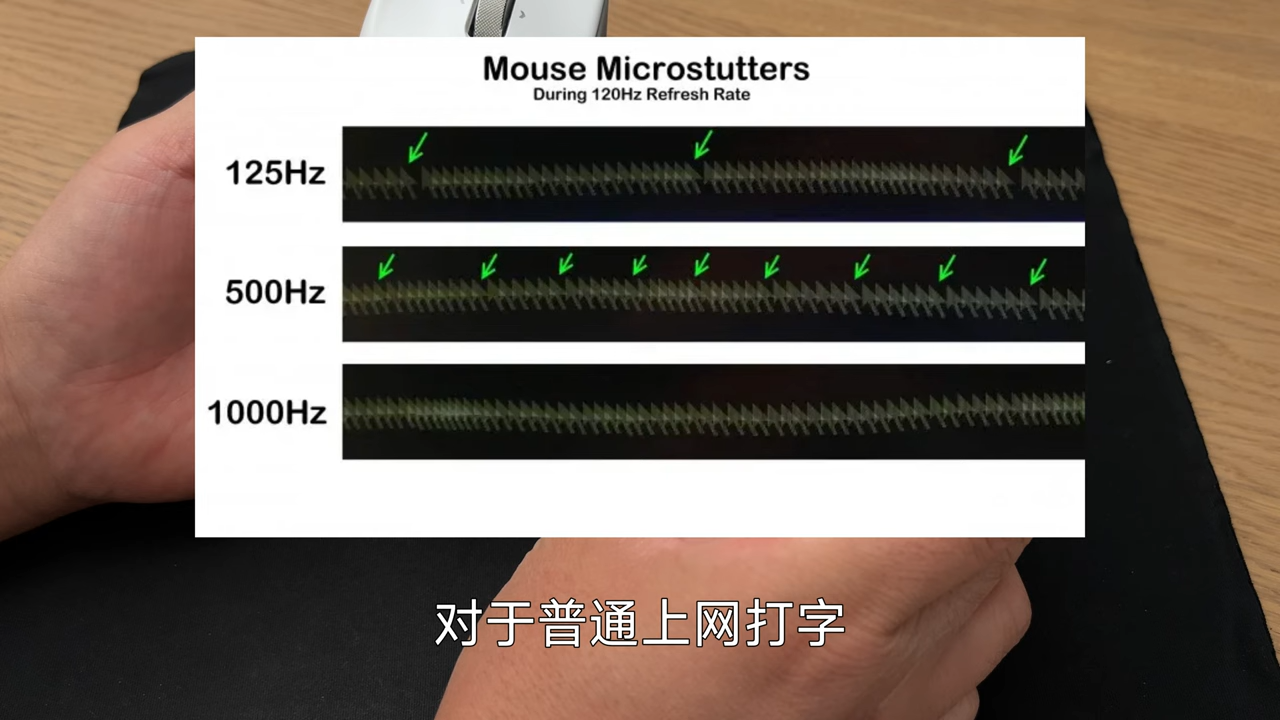 Mouse Microstutters
During 120Hz Refresh Rate
125Hz
500Hz
1000Hz
对于普通上网打字